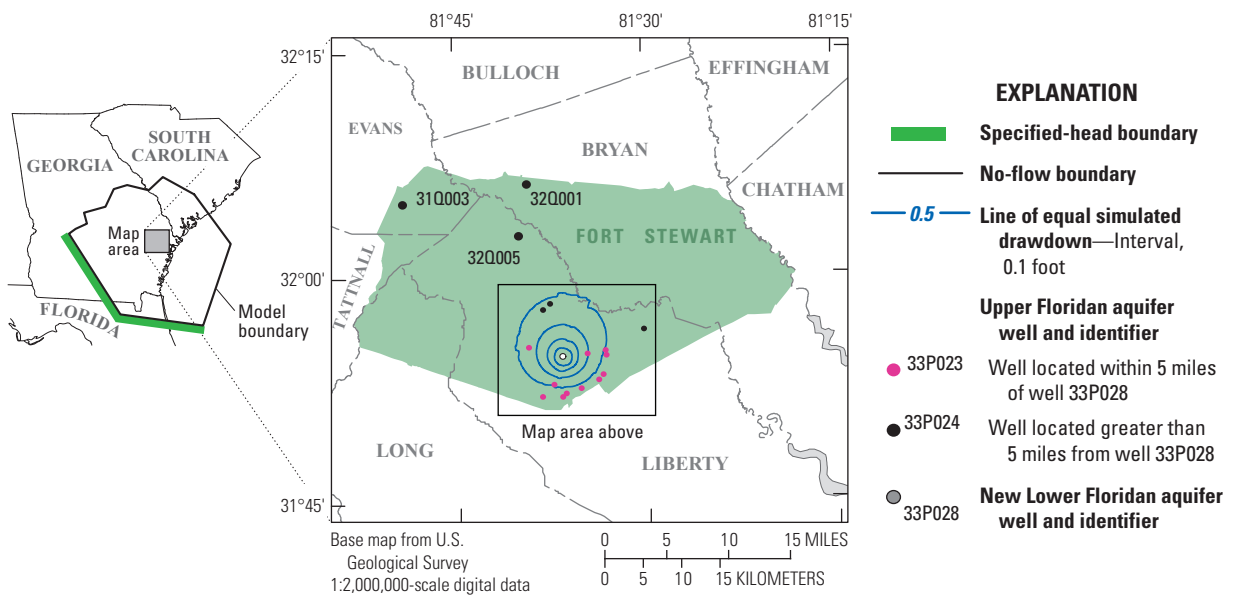 81°45'
81°30'
81°15'
32°15'
32°00'
31°45'
GEORGIA
SOUTH
CAROLINA
Map
area
FLORIDA
Model
boundary
BULLOCH
EFFINGHAM
EVANS
BRYAN
CHATHAM
31Q003
32Q001
32Q005
FORT STEWART
TATTNALL
Map area above
LONG
LIBERTY
Base map from U.S.
Geological Survey
1:2,000,000-scale digital data
0 5 10 15 MILES
0 5 10 15 KILOMETERS
EXPLANATION
Specified-head boundary
No-flow boundary
0.5 Line of equal simulated
drawdown—Interval,
0.1 foot
Upper Floridan aquifer
well and identifier
33P023 Well located within 5 miles
of well 33P028
33P024 Well located greater than
5 miles from well 33P028
33P028 New Lower Floridan aquifer
well and identifier